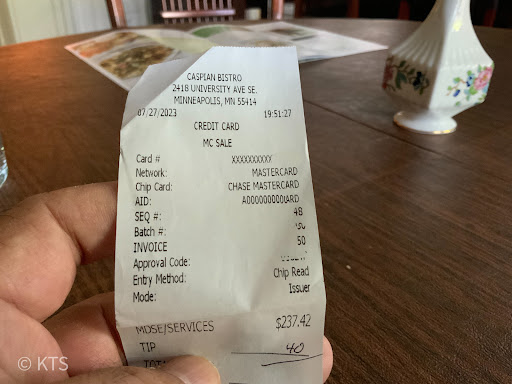 CASPIAN BISTRO
2418 UNIVERSITY AVE SE.
MINNEAPOLIS, MN 55414
07/27/2023 19:51:27
CREDIT CARD
MC SALE
Card # XXXXXXXXXX
Network: MASTERCARD
Chip Card: CHASE MASTERCARD
AID:
SEQ #: 48
Batch #:
INVOICE 50
Approval Code:
Entry Method: Chip Read
Mode: Issuer
MDSE/SERVICES $237.42
TIP 40
© KTS